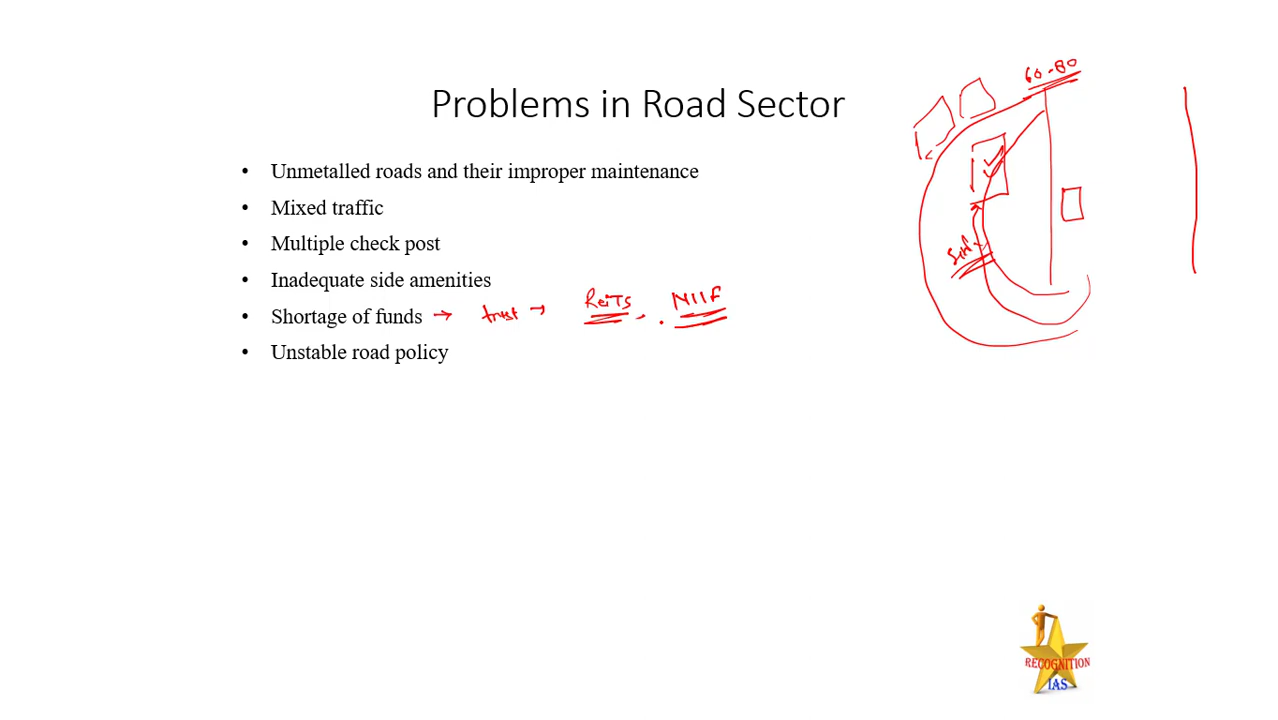 60-80
Problems in Road Sector
• Unmetalled roads and their improper maintenance
• Mixed traffic
• Multiple check post
• Inadequate side amenities
• Shortage of funds → trust → ReiTs, . NIIF
• Unstable road policy
RECOGNITION
IAS